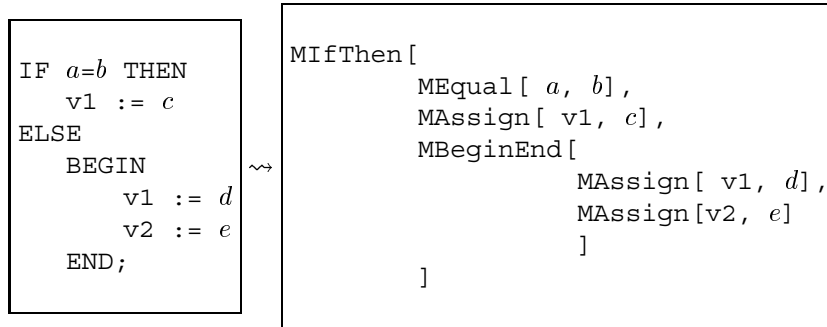 IF a=b THEN
v1 := c
ELSE
BEGIN
v1 := d
v2 := e
END;
⇝
MIfThen[
MEqual[ a, b],
MAssign[ v1, c],
MBeginEnd[
MAssign[ v1, d],
MAssign[v2, e]
]
]